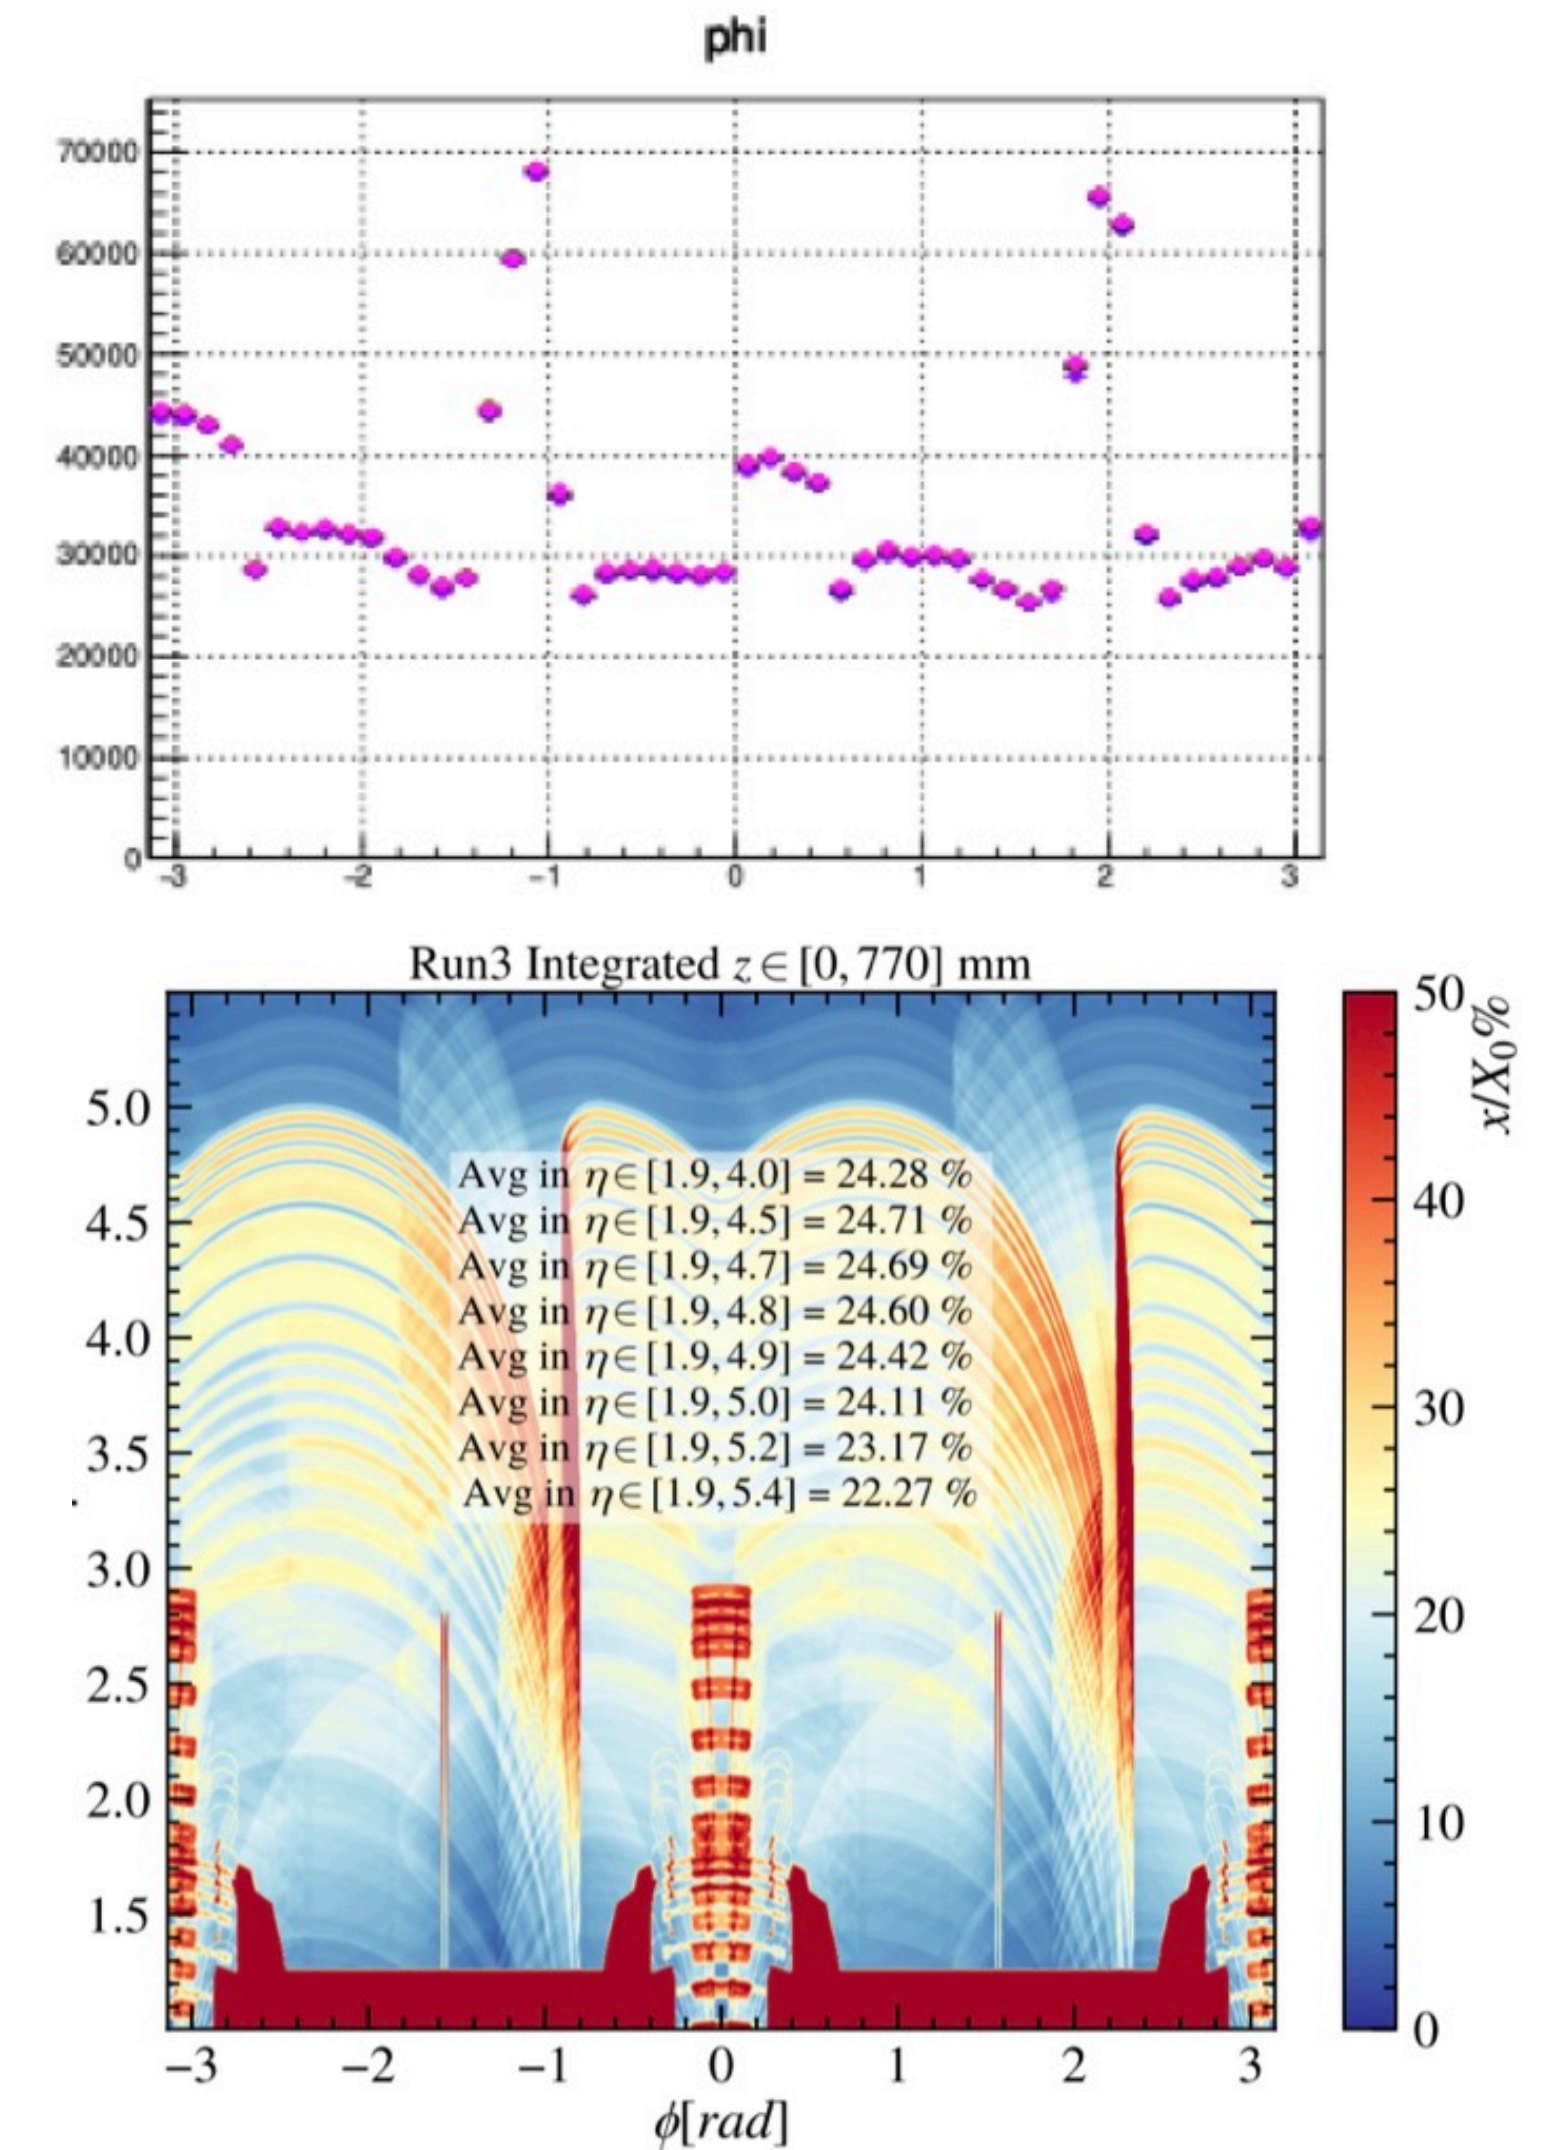 phi
70000
60000
50000
40000
30000
20000
10000
0
−3 −2 −1 0 1 2 3
Run3 Integrated z ∈ [0, 770] mm
5.0
4.5
4.0
3.5
3.0
2.5
2.0
1.5
Avg in η ∈ [1.9, 4.0] = 24.28 %
Avg in η ∈ [1.9, 4.5] = 24.71 %
Avg in η ∈ [1.9, 4.7] = 24.69 %
Avg in η ∈ [1.9, 4.8] = 24.60 %
Avg in η ∈ [1.9, 4.9] = 24.42 %
Avg in η ∈ [1.9, 5.0] = 24.11 %
Avg in η ∈ [1.9, 5.2] = 23.17 %
Avg in η ∈ [1.9, 5.4] = 22.27 %
−3 −2 −1 0 1 2 3
ϕ[rad]
50
40
30
20
10
0
x/X₀%